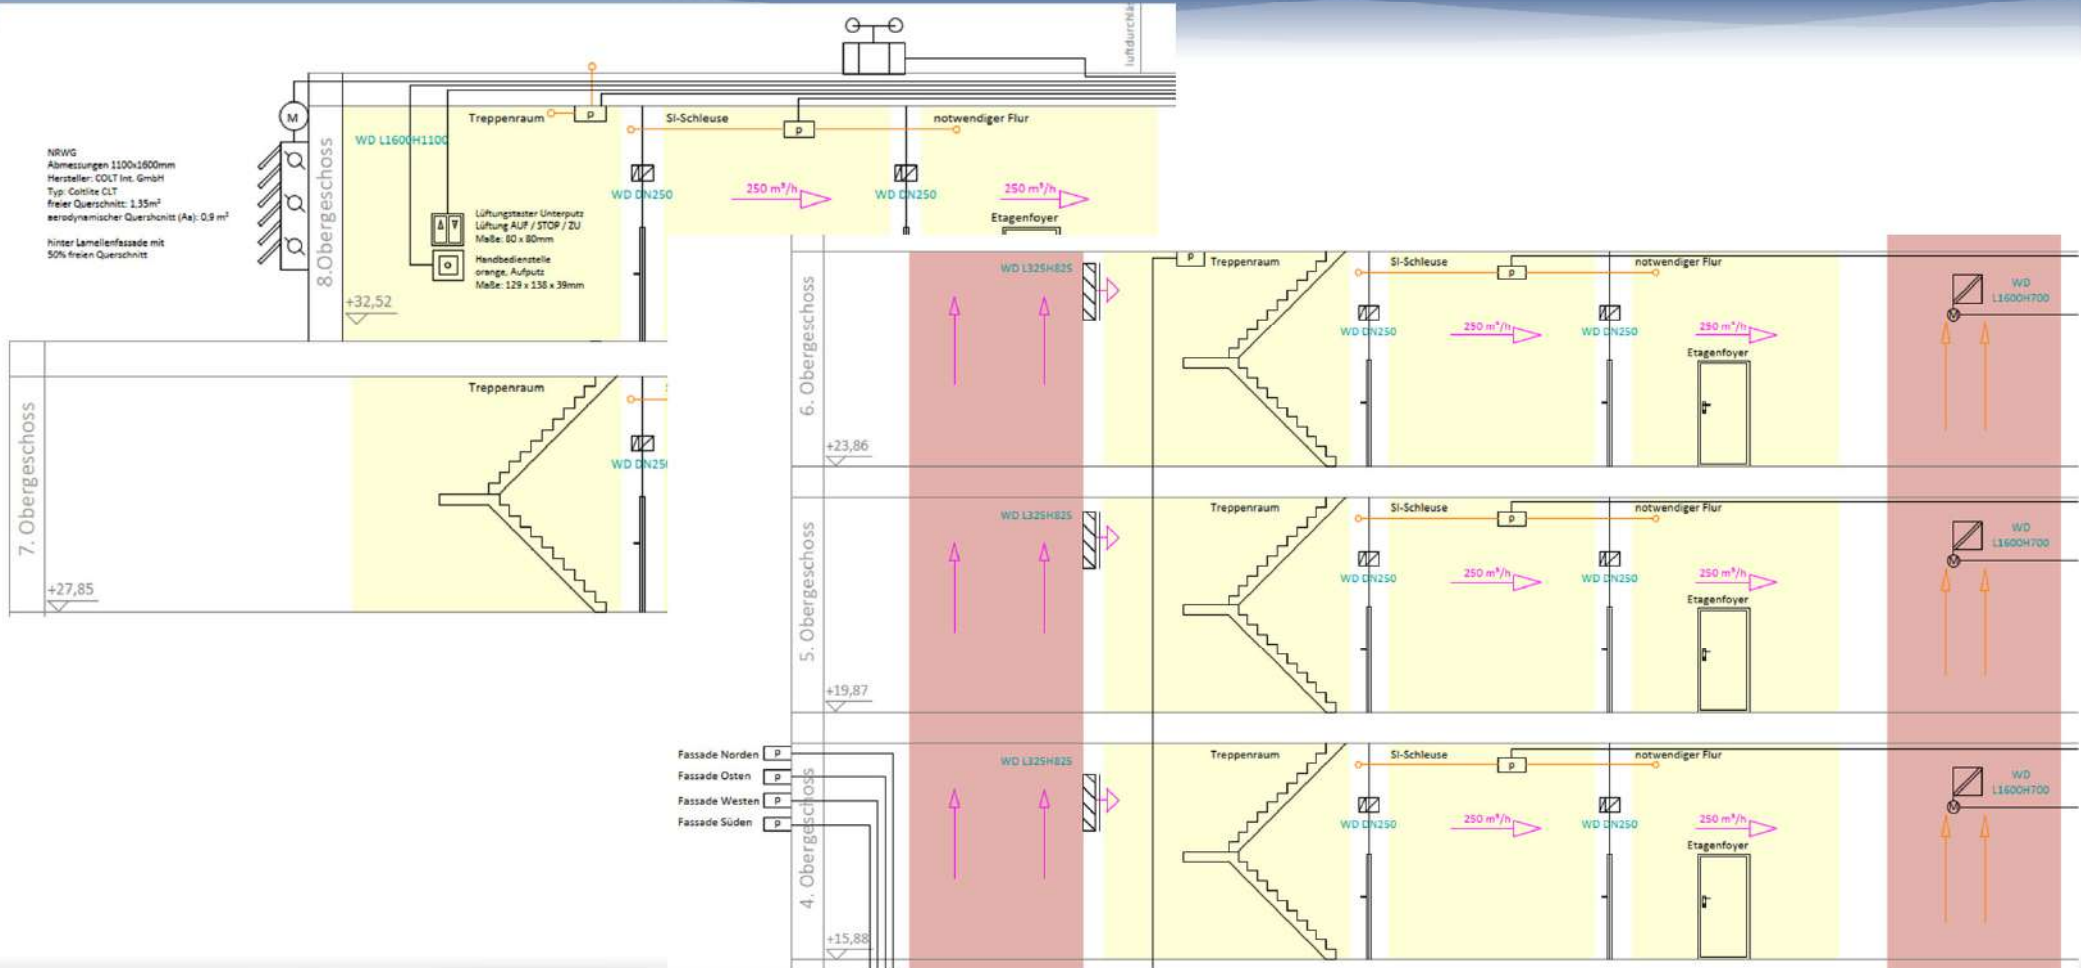 luftdurchläs
M
p
Treppenraum
SI-Schleuse
p
notwendiger Flur
WD L1600H1100
NRWG
Abmessungen 1100x1600mm
Hersteller: COLT Int. GmbH
Typ: Coltlite CLT
freier Querschnitt: 1,35m²
aerodynamischer Quershcnitt (Aa): 0,9 m²
hinter Lamellenfassade mit
50% freien Querschnitt
8.Obergeschoss
WD DN250
250 m³/h
WD DN250
250 m³/h
Etagenfoyer
Lüftungstaster Unterputz
Lüftung AUF / STOP / ZU
Maße: 80 x 80mm
Handbedienstelle
orange, Aufputz
Maße: 129 x 138 x 39mm
+32,52
7. Obergeschoss
Treppenraum
WD DN250
+27,85
6. Obergeschoss
WD L325H825
p
Treppenraum
SI-Schleuse
p
notwendiger Flur
WD
L1600H700
M
WD DN250
250 m³/h
WD DN250
250 m³/h
Etagenfoyer
+23,86
5. Obergeschoss
WD L325H825
Treppenraum
SI-Schleuse
p
notwendiger Flur
WD
L1600H700
M
WD DN250
250 m³/h
WD DN250
250 m³/h
Etagenfoyer
+19,87
Fassade Norden p
Fassade Osten p
Fassade Westen p
Fassade Süden p
4. Obergeschoss
WD L325H825
Treppenraum
SI-Schleuse
p
notwendiger Flur
WD
L1600H700
M
WD DN250
250 m³/h
WD DN250
250 m³/h
Etagenfoyer
+15,88